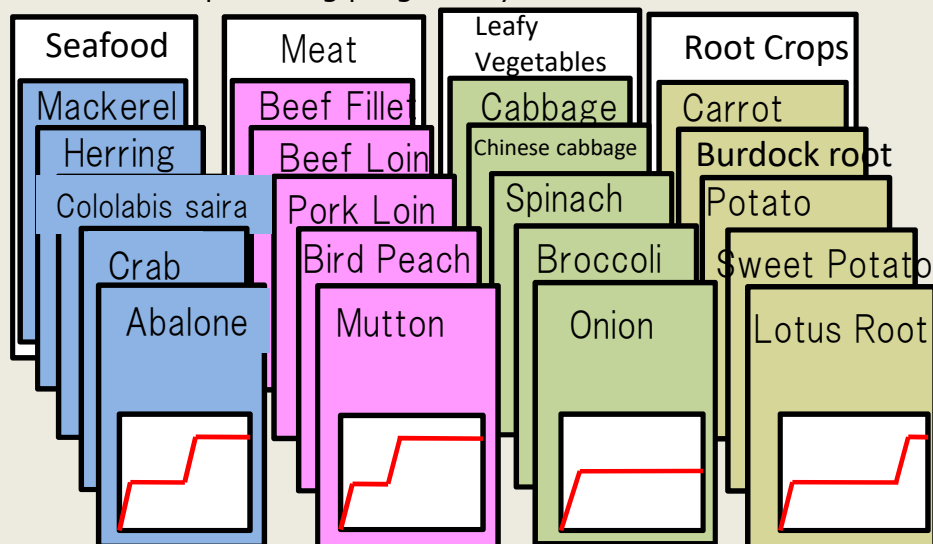 Seafood
Mackerel
Herring
Cololabis saira
Crab
Abalone
Meat
Beef Fillet
Beef Loin
Pork Loin
Bird Peach
Mutton
Leafy
Vegetables
Cabbage
Chinese cabbage
Spinach
Broccoli
Onion
Root Crops
Carrot
Burdock root
Potato
Sweet Potato
Lotus Root